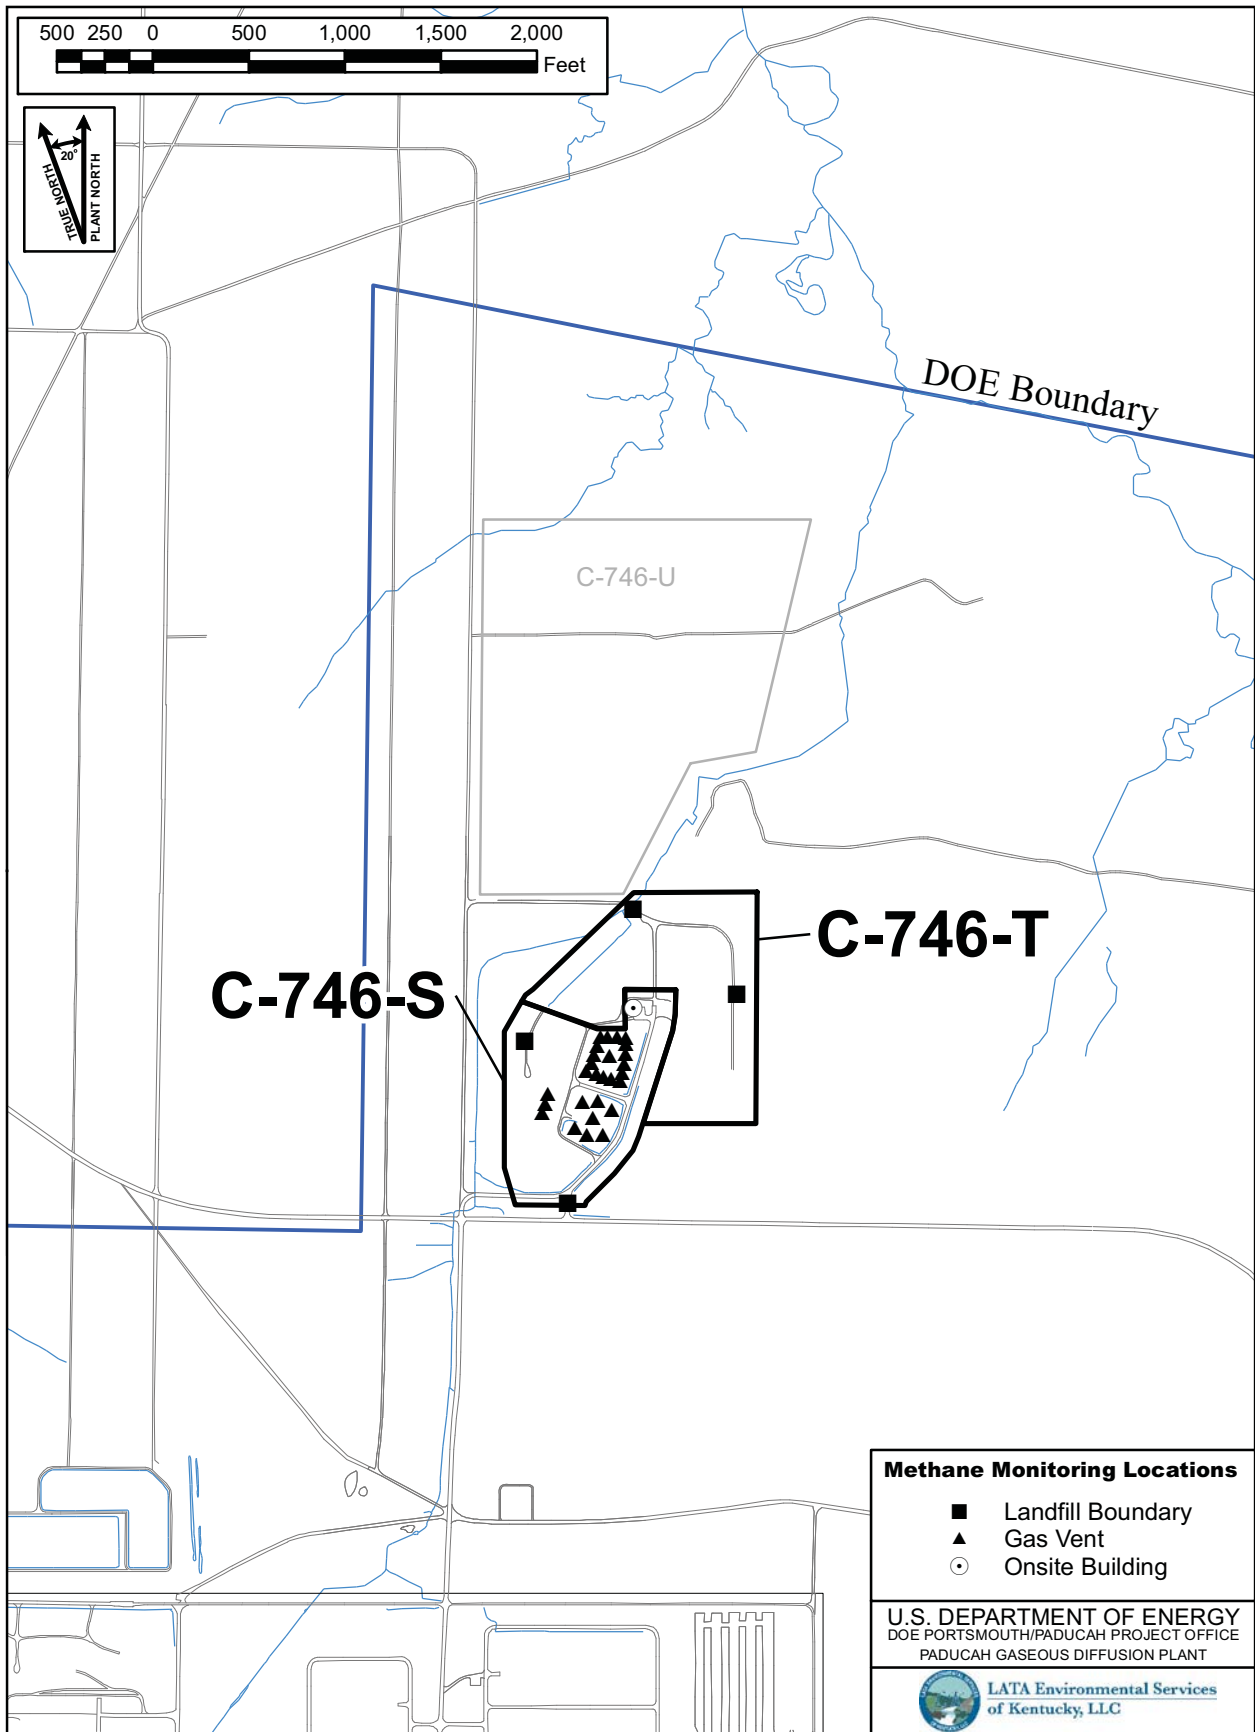 500 250 0 500 1,000 1,500 2,000
Feet
20°
TRUE NORTH
PLANT NORTH
DOE Boundary
C-746-U
C-746-T
C-746-S
Methane Monitoring Locations
Landfill Boundary
Gas Vent
Onsite Building
U.S. DEPARTMENT OF ENERGY
DOE PORTSMOUTH/PADUCAH PROJECT OFFICE
PADUCAH GASEOUS DIFFUSION PLANT
LATA Environmental Services
of Kentucky, LLC